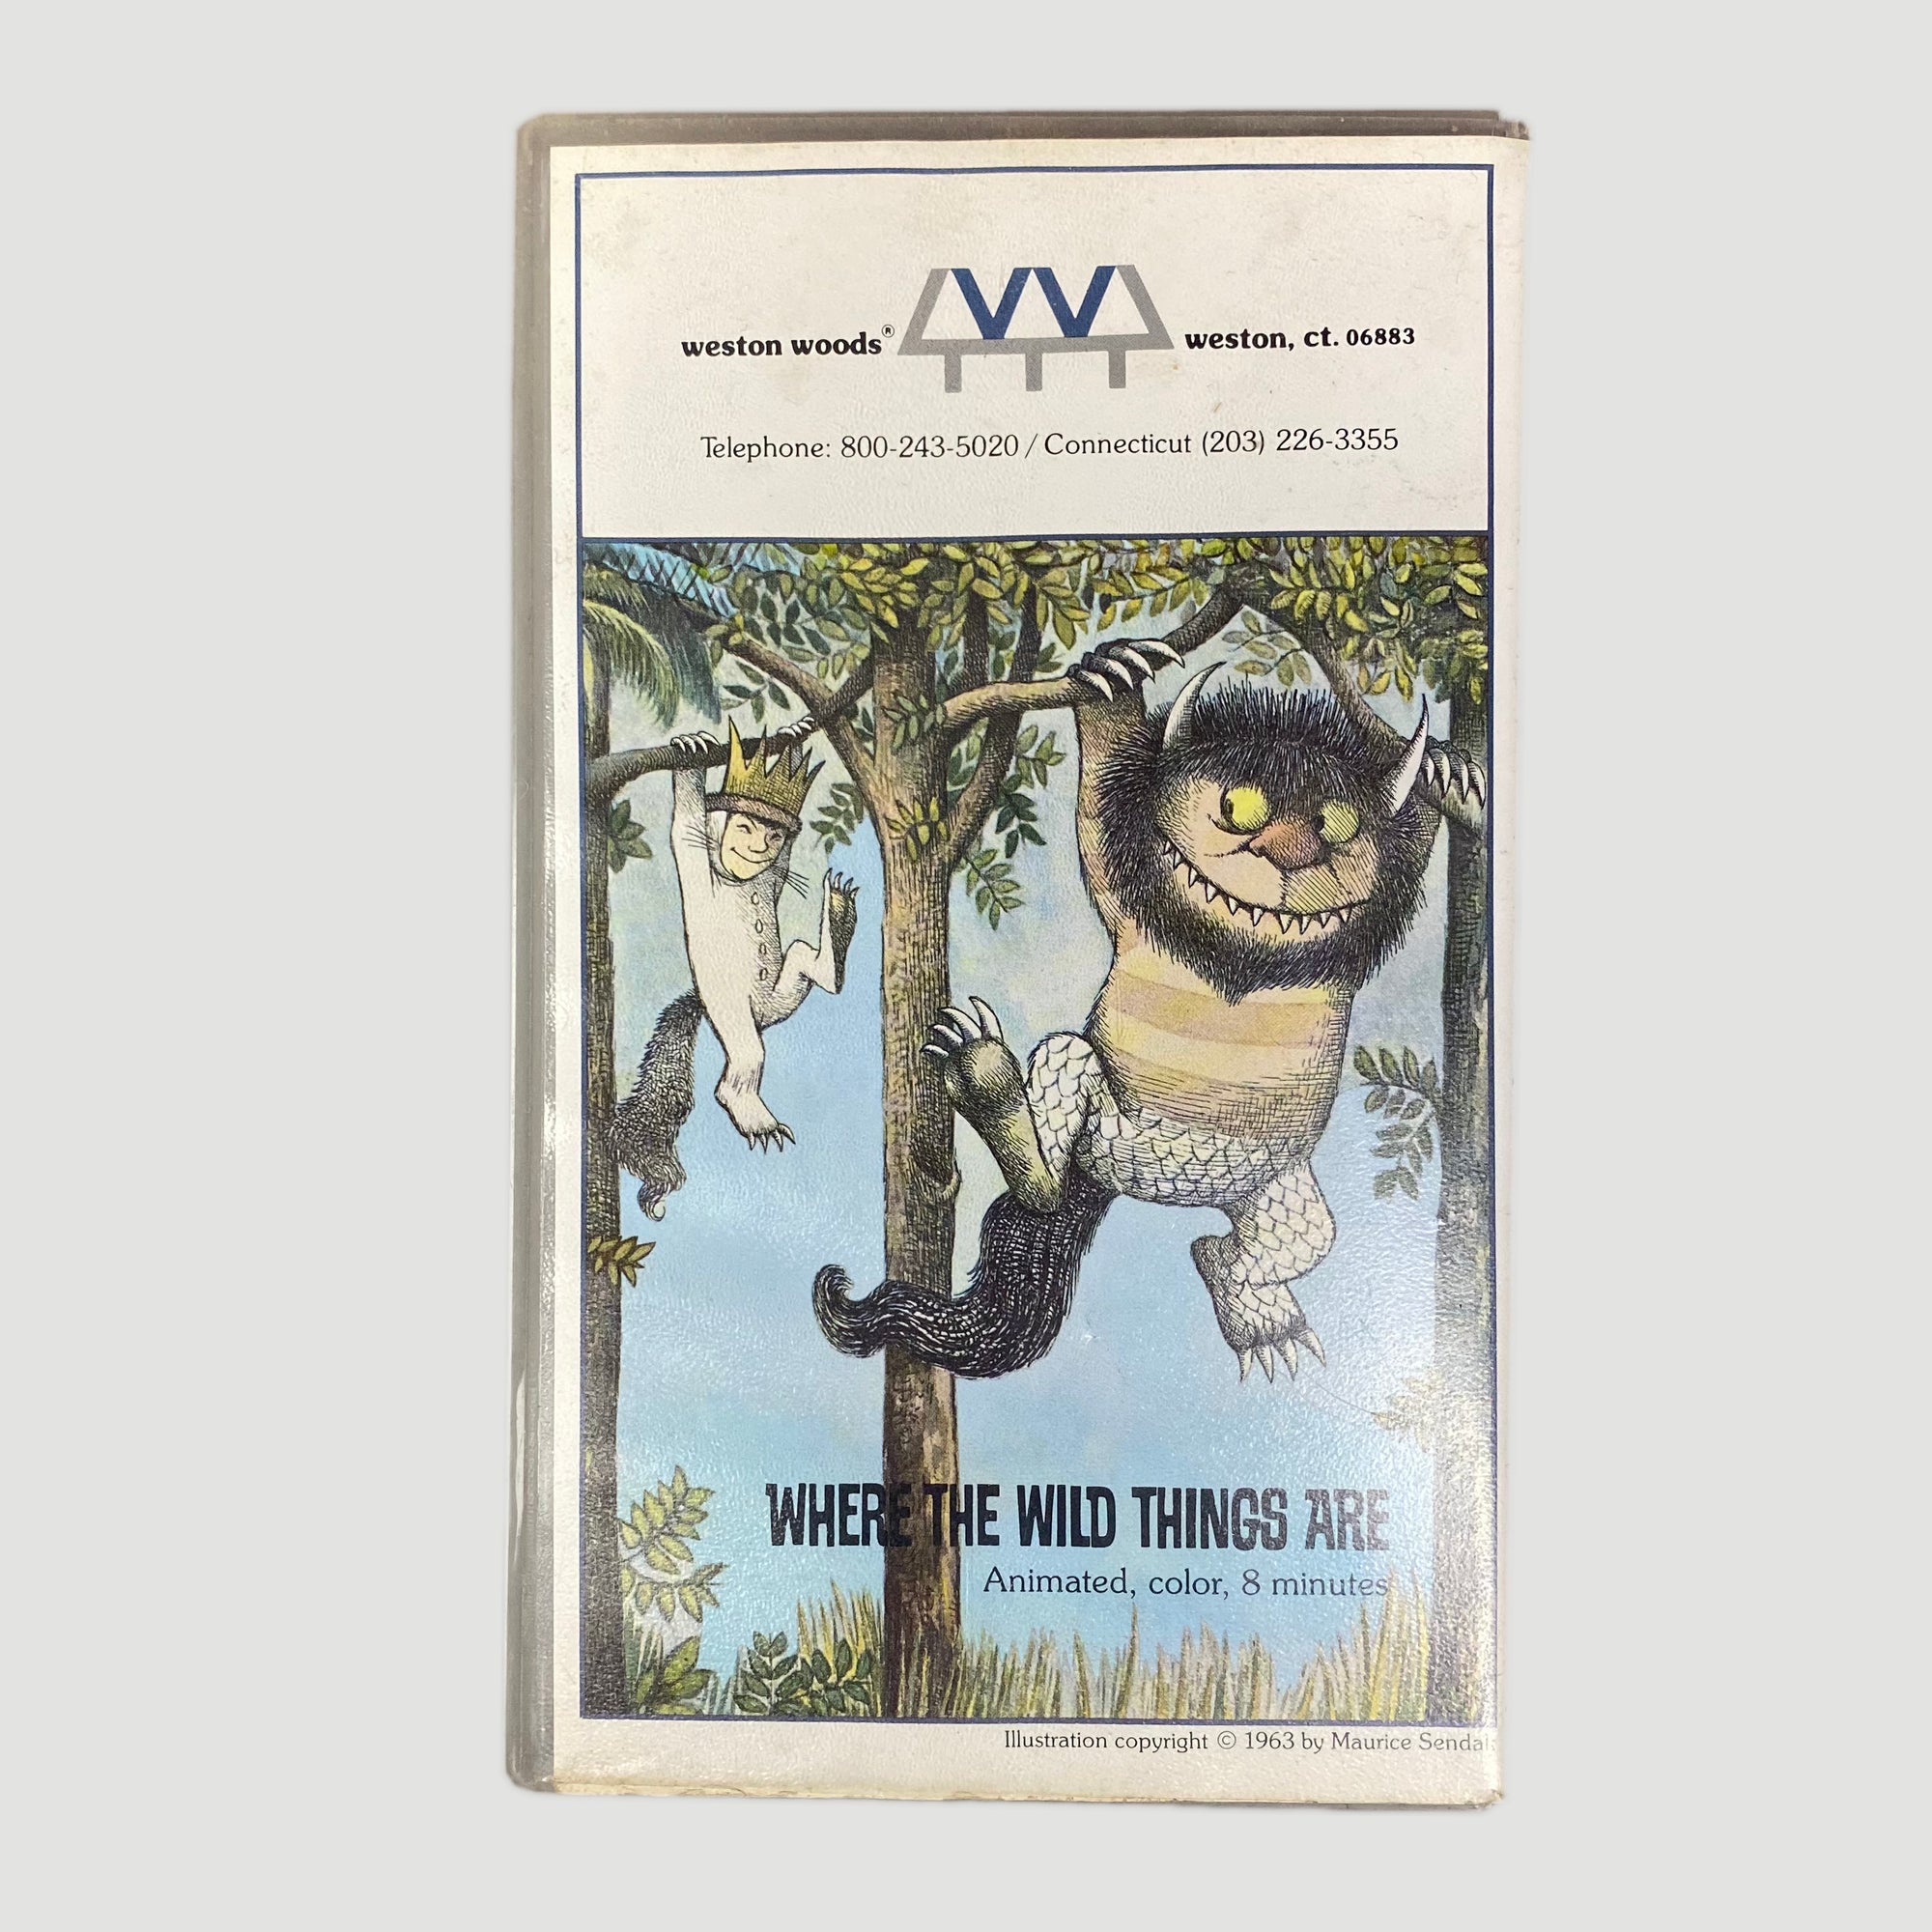 weston woods® weston, ct. 06883
Telephone: 800-243-5020 / Connecticut (203) 226-3355
WHERE THE WILD THINGS ARE
Animated, color, 8 minutes
Illustration copyright © 1963 by Maurice Sendak